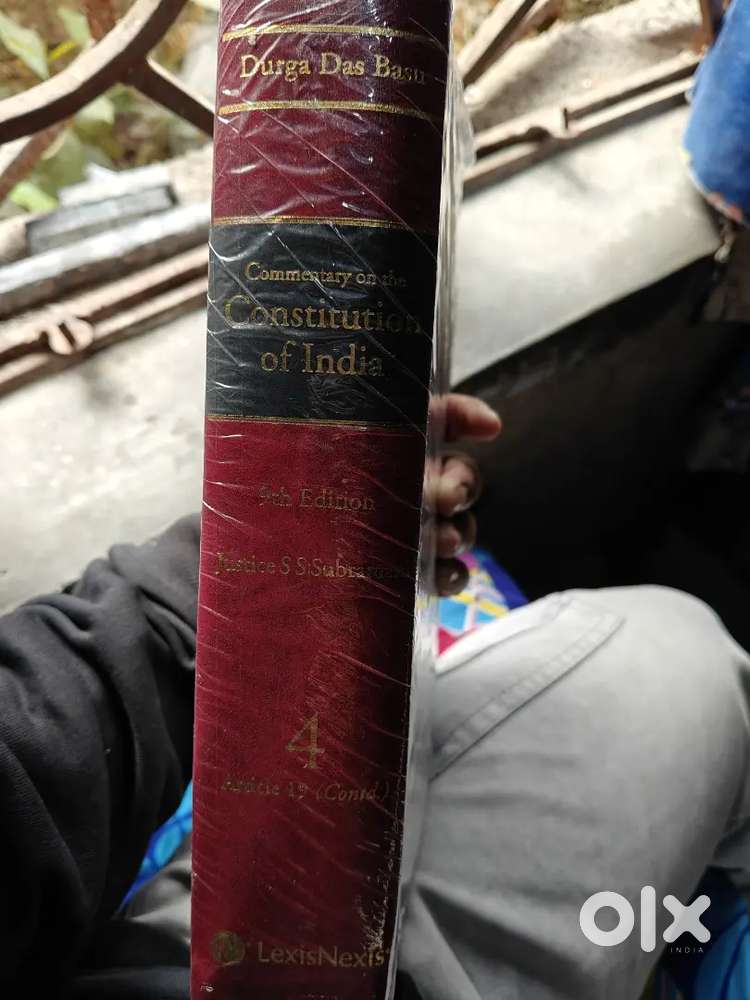 Durga Das Basu
Commentary on the
Constitution
of India
9th Edition
Justice S S Subramani
4
Article 19 (Contd.)
LexisNexis
olx
INDIA